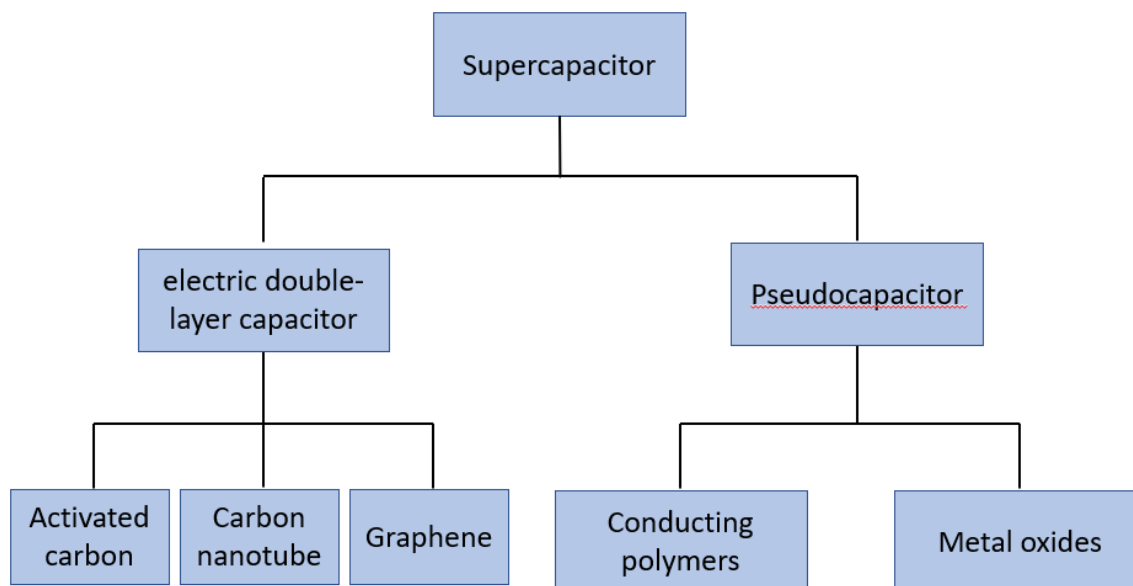 Supercapacitor
electric double-
layer capacitor
Pseudocapacitor
Activated
carbon
Carbon
nanotube
Graphene
Conducting
polymers
Metal oxides